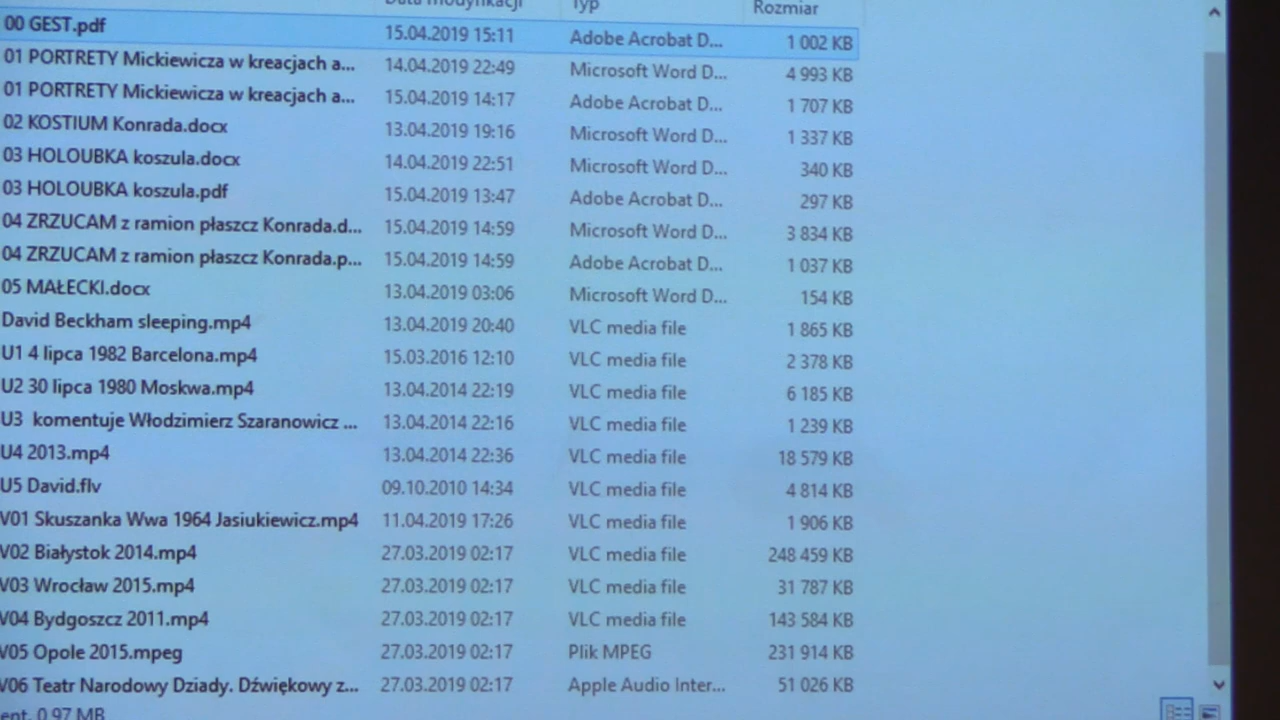 Data modyfikacji Typ Rozmiar
00 GEST.pdf 15.04.2019 15:11 Adobe Acrobat D... 1 002 KB
01 PORTRETY Mickiewicza w kreacjach a... 14.04.2019 22:49 Microsoft Word D... 4 993 KB
01 PORTRETY Mickiewicza w kreacjach a... 15.04.2019 14:17 Adobe Acrobat D... 1 707 KB
02 KOSTIUM Konrada.docx 13.04.2019 19:16 Microsoft Word D... 1 337 KB
03 HOLOUBKA koszula.docx 14.04.2019 22:51 Microsoft Word D... 340 KB
03 HOLOUBKA koszula.pdf 15.04.2019 13:47 Adobe Acrobat D... 297 KB
04 ZRZUCAM z ramion płaszcz Konrada.d... 15.04.2019 14:59 Microsoft Word D... 3 834 KB
04 ZRZUCAM z ramion płaszcz Konrada.p... 15.04.2019 14:59 Adobe Acrobat D... 1 037 KB
05 MAŁECKI.docx 13.04.2019 03:06 Microsoft Word D... 154 KB
David Beckham sleeping.mp4 13.04.2019 20:40 VLC media file 1 865 KB
U1 4 lipca 1982 Barcelona.mp4 15.03.2016 12:10 VLC media file 2 378 KB
U2 30 lipca 1980 Moskwa.mp4 13.04.2014 22:19 VLC media file 6 185 KB
U3 komentuje Włodzimierz Szaranowicz ... 13.04.2014 22:16 VLC media file 1 239 KB
U4 2013.mp4 13.04.2014 22:36 VLC media file 18 579 KB
U5 David.flv 09.10.2010 14:34 VLC media file 4 814 KB
V01 Skuszanka Wwa 1964 Jasiukiewicz.mp4 11.04.2019 17:26 VLC media file 1 906 KB
V02 Białystok 2014.mp4 27.03.2019 02:17 VLC media file 248 459 KB
V03 Wrocław 2015.mp4 27.03.2019 02:17 VLC media file 31 787 KB
V04 Bydgoszcz 2011.mp4 27.03.2019 02:17 VLC media file 143 584 KB
V05 Opole 2015.mpeg 27.03.2019 02:17 Plik MPEG 231 914 KB
V06 Teatr Narodowy Dziady. Dźwiękowy z... 27.03.2019 02:17 Apple Audio Inter... 51 026 KB
ent. 0,97 MB